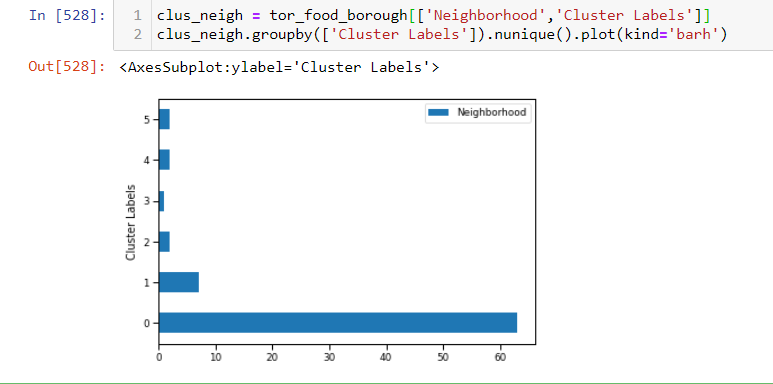 In [528]:
1 clus_neigh = tor_food_borough[['Neighborhood','Cluster Labels']]
2 clus_neigh.groupby(['Cluster Labels']).nunique().plot(kind='barh')
Out[528]: <AxesSubplot:ylabel='Cluster Labels'>
Neighborhood
Cluster Labels
5
4
3
2
1
0
0 10 20 30 40 50 60